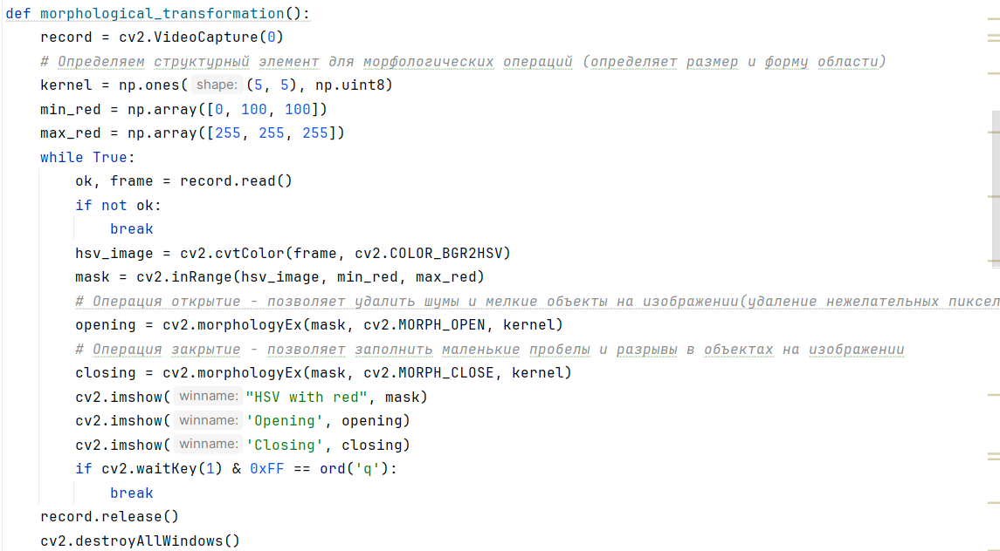 def morphological_transformation():
    record = cv2.VideoCapture(0)
    # Определяем структурный элемент для морфологических операций (определяет размер и форму области)
    kernel = np.ones( shape: (5, 5), np.uint8)
    min_red = np.array([0, 100, 100])
    max_red = np.array([255, 255, 255])
    while True:
        ok, frame = record.read()
        if not ok:
            break
        hsv_image = cv2.cvtColor(frame, cv2.COLOR_BGR2HSV)
        mask = cv2.inRange(hsv_image, min_red, max_red)
        # Операция открытие - позволяет удалить шумы и мелкие объекты на изображении(удаление нежелательных пиксел
        opening = cv2.morphologyEx(mask, cv2.MORPH_OPEN, kernel)
        # Операция закрытие - позволяет заполнить маленькие пробелы и разрывы в объектах на изображении
        closing = cv2.morphologyEx(mask, cv2.MORPH_CLOSE, kernel)
        cv2.imshow( winname: "HSV with red", mask)
        cv2.imshow( winname: 'Opening', opening)
        cv2.imshow( winname: 'Closing', closing)
        if cv2.waitKey(1) & 0xFF == ord('q'):
            break
    record.release()
    cv2.destroyAllWindows()